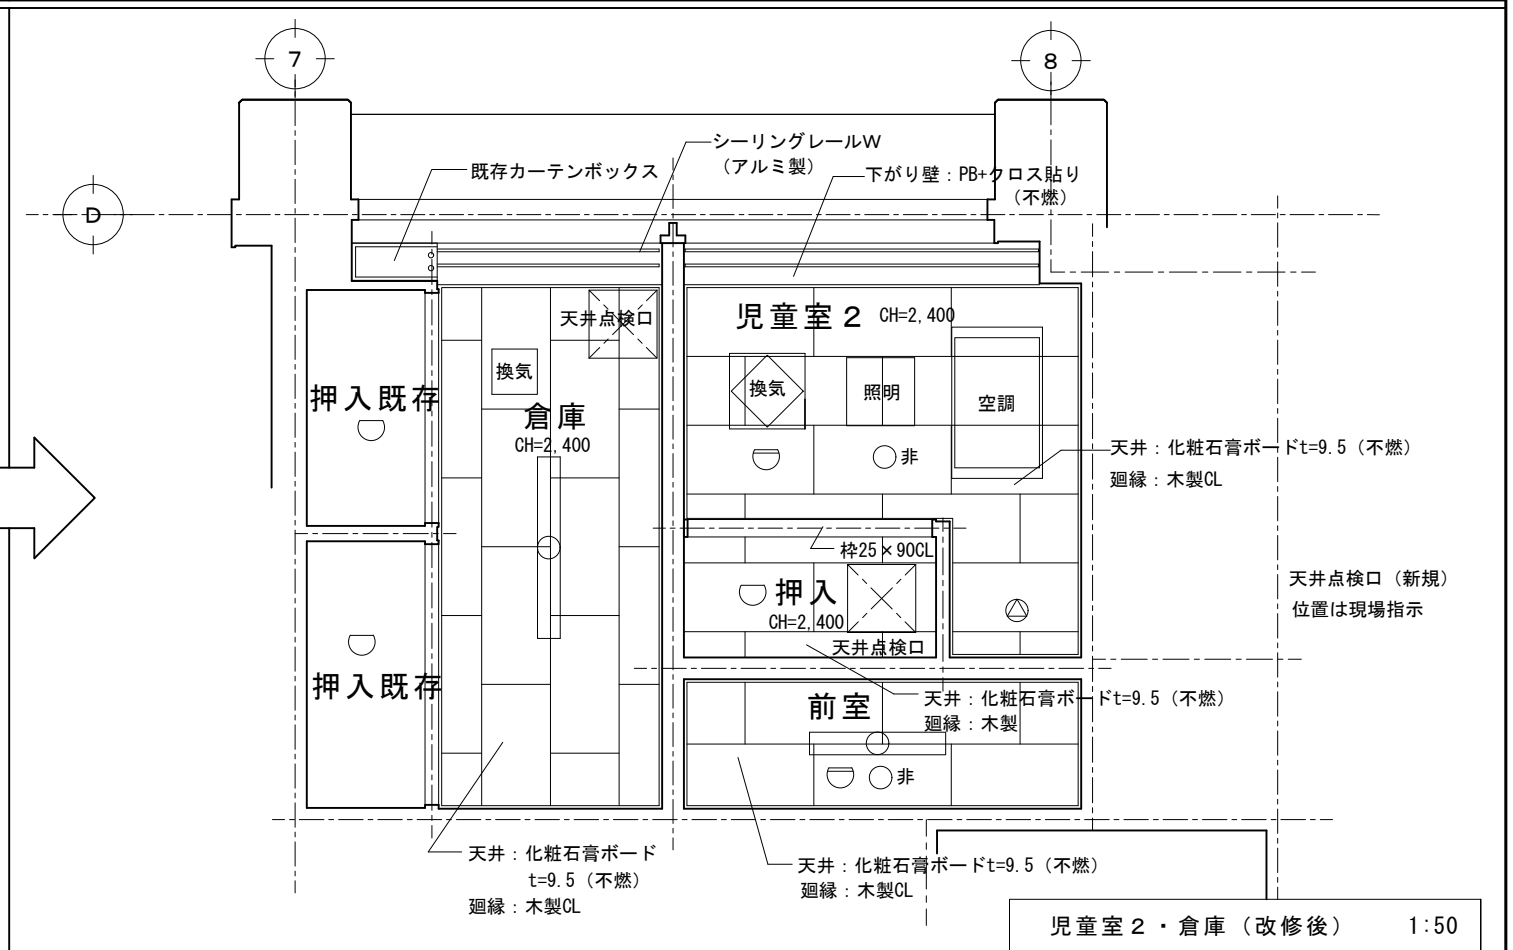 7
8
D
シーリングレールW
（アルミ製）
既存カーテンボックス
下がり壁：PB+クロス貼り
（不燃）
天井点検口
児童室２ CH=2,400
換気
押入既存
倉庫
CH=2,400
換気
照明
空調
非
天井：化粧石膏ボードt=9.5（不燃）
廻縁：木製CL
枠25×90CL
押入
CH=2,400
天井点検口
天井点検口（新規）
位置は現場指示
押入既存
前室
天井：化粧石膏ボードt=9.5（不燃）
廻縁：木製
非
天井：化粧石膏ボード
t=9.5（不燃）
廻縁：木製CL
天井：化粧石膏ボードt=9.5（不燃）
廻縁：木製CL
児童室２・倉庫（改修後） 1:50